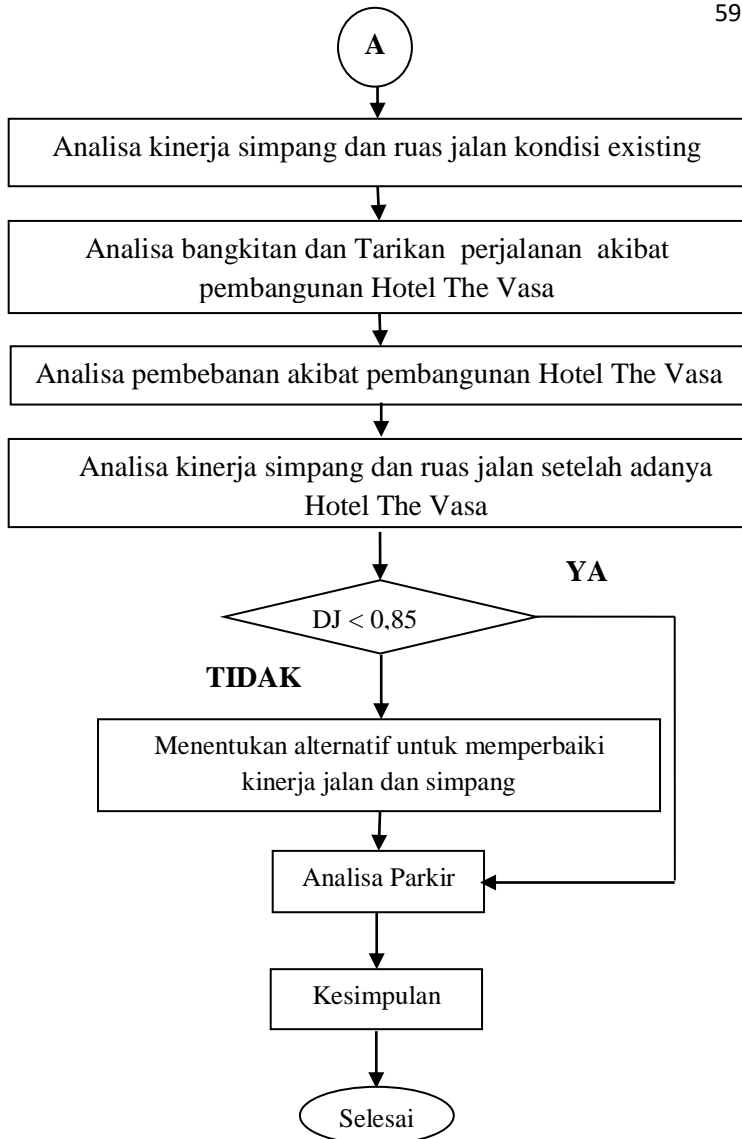 59
A
Analisa kinerja simpang dan ruas jalan kondisi existing
Analisa bangkitan dan Tarikan perjalanan akibat
pembangunan Hotel The Vasa
Analisa pembebanan akibat pembangunan Hotel The Vasa
Analisa kinerja simpang dan ruas jalan setelah adanya
Hotel The Vasa
YA
DJ < 0,85
TIDAK
Menentukan alternatif untuk memperbaiki
kinerja jalan dan simpang
Analisa Parkir
Kesimpulan
Selesai